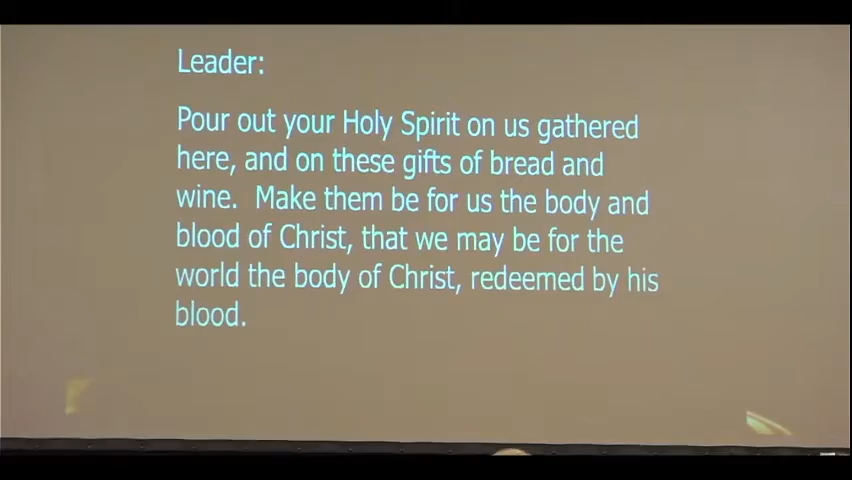 Leader:
Pour out your Holy Spirit on us gathered
here, and on these gifts of bread and
wine.  Make them be for us the body and
blood of Christ, that we may be for the
world the body of Christ, redeemed by his
blood.